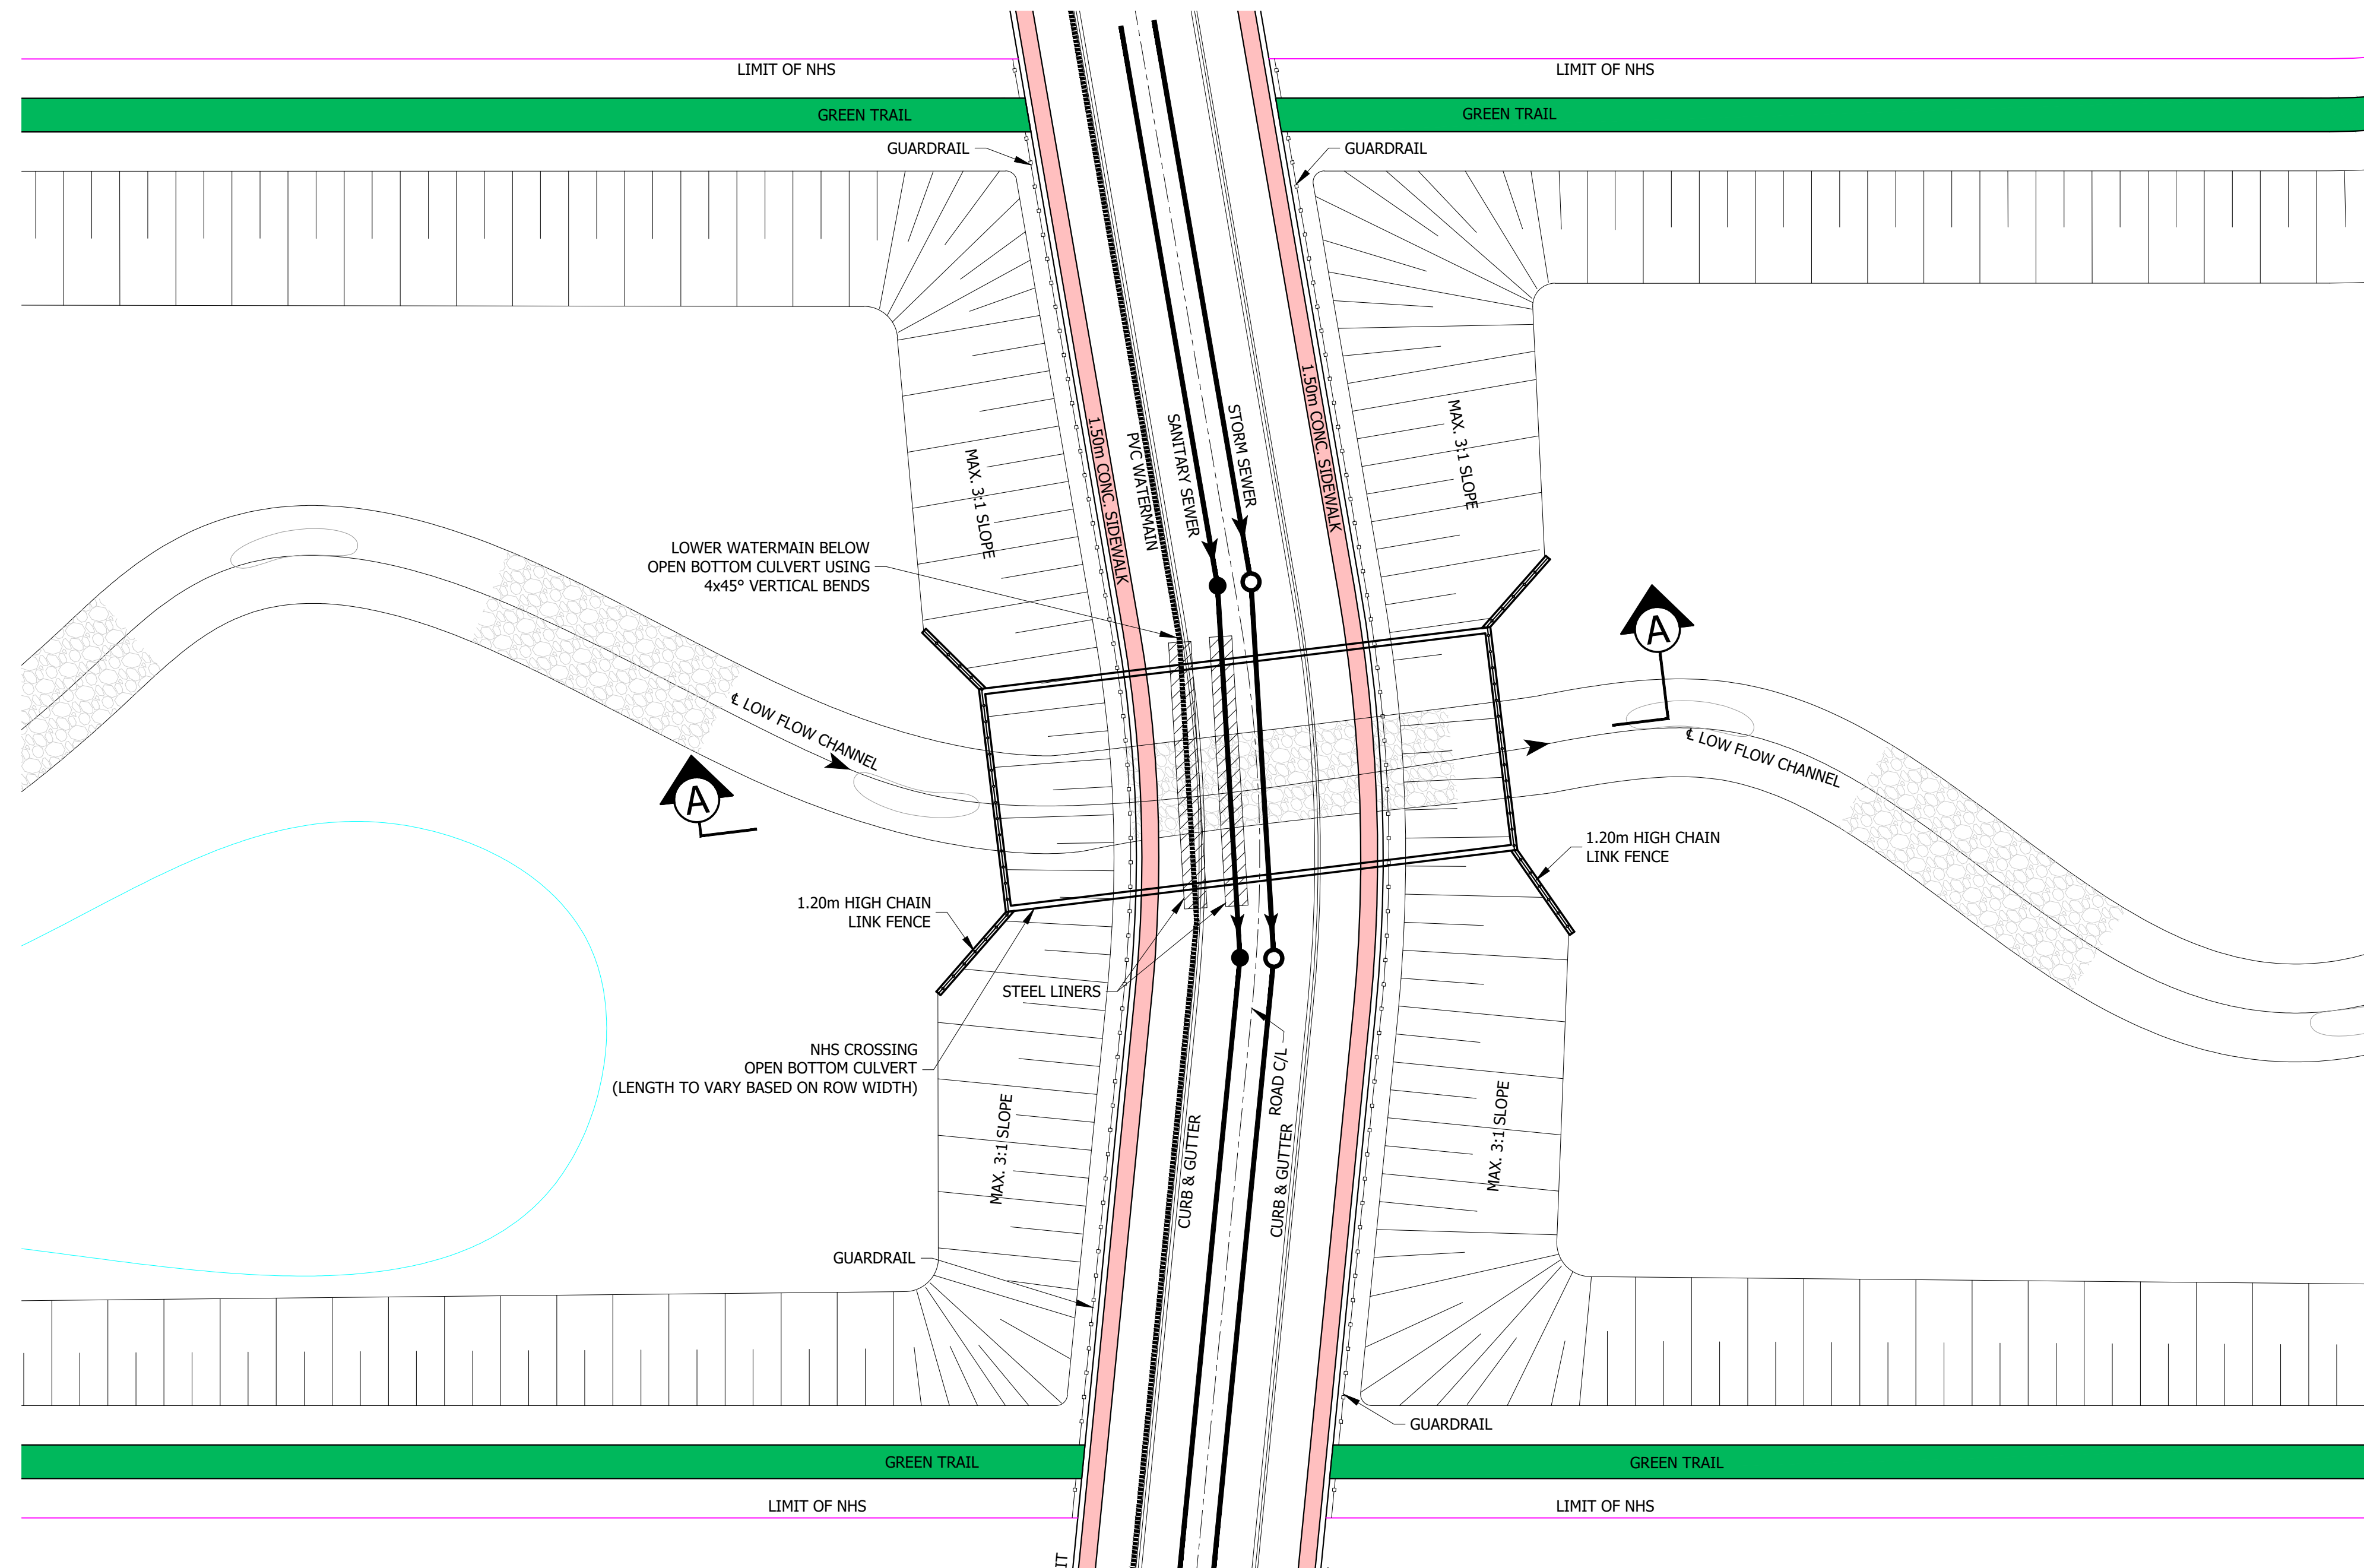 LIMIT OF NHS
LIMIT OF NHS
GREEN TRAIL
GREEN TRAIL
GUARDRAIL
GUARDRAIL
1.50m CONC. SIDEWALK
PVC WATERMAIN
SANITARY SEWER
STORM SEWER
1.50m CONC. SIDEWALK
MAX. 3:1 SLOPE
MAX. 3:1 SLOPE
LOWER WATERMAIN BELOW
OPEN BOTTOM CULVERT USING
4x45° VERTICAL BENDS
A
℄ LOW FLOW CHANNEL
℄ LOW FLOW CHANNEL
A
1.20m HIGH CHAIN
LINK FENCE
1.20m HIGH CHAIN
LINK FENCE
STEEL LINERS
NHS CROSSING
OPEN BOTTOM CULVERT
(LENGTH TO VARY BASED ON ROW WIDTH)
ROAD C/L
MAX. 3:1 SLOPE
CURB & GUTTER
CURB & GUTTER
MAX. 3:1 SLOPE
GUARDRAIL
GUARDRAIL
GREEN TRAIL
GREEN TRAIL
LIMIT OF NHS
LIMIT OF NHS